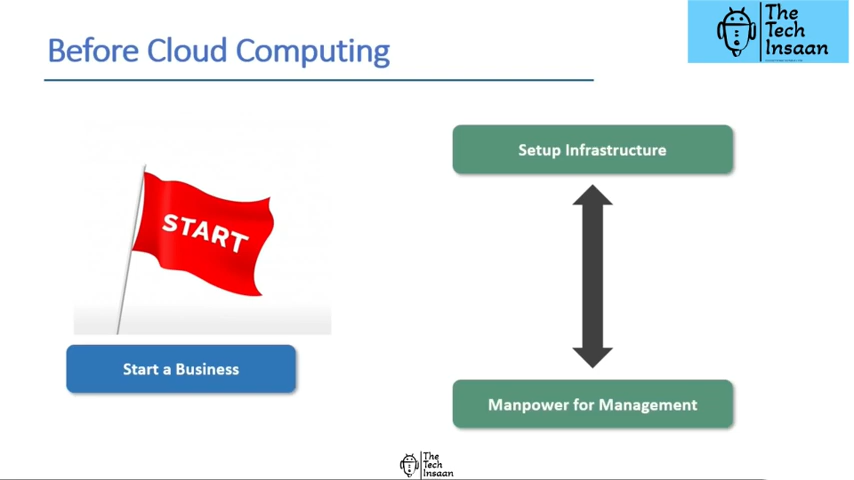 Before Cloud Computing
The
Tech
Insaan
Setup Infrastructure
START
Start a Business
Manpower for Management
The
Tech
Insaan